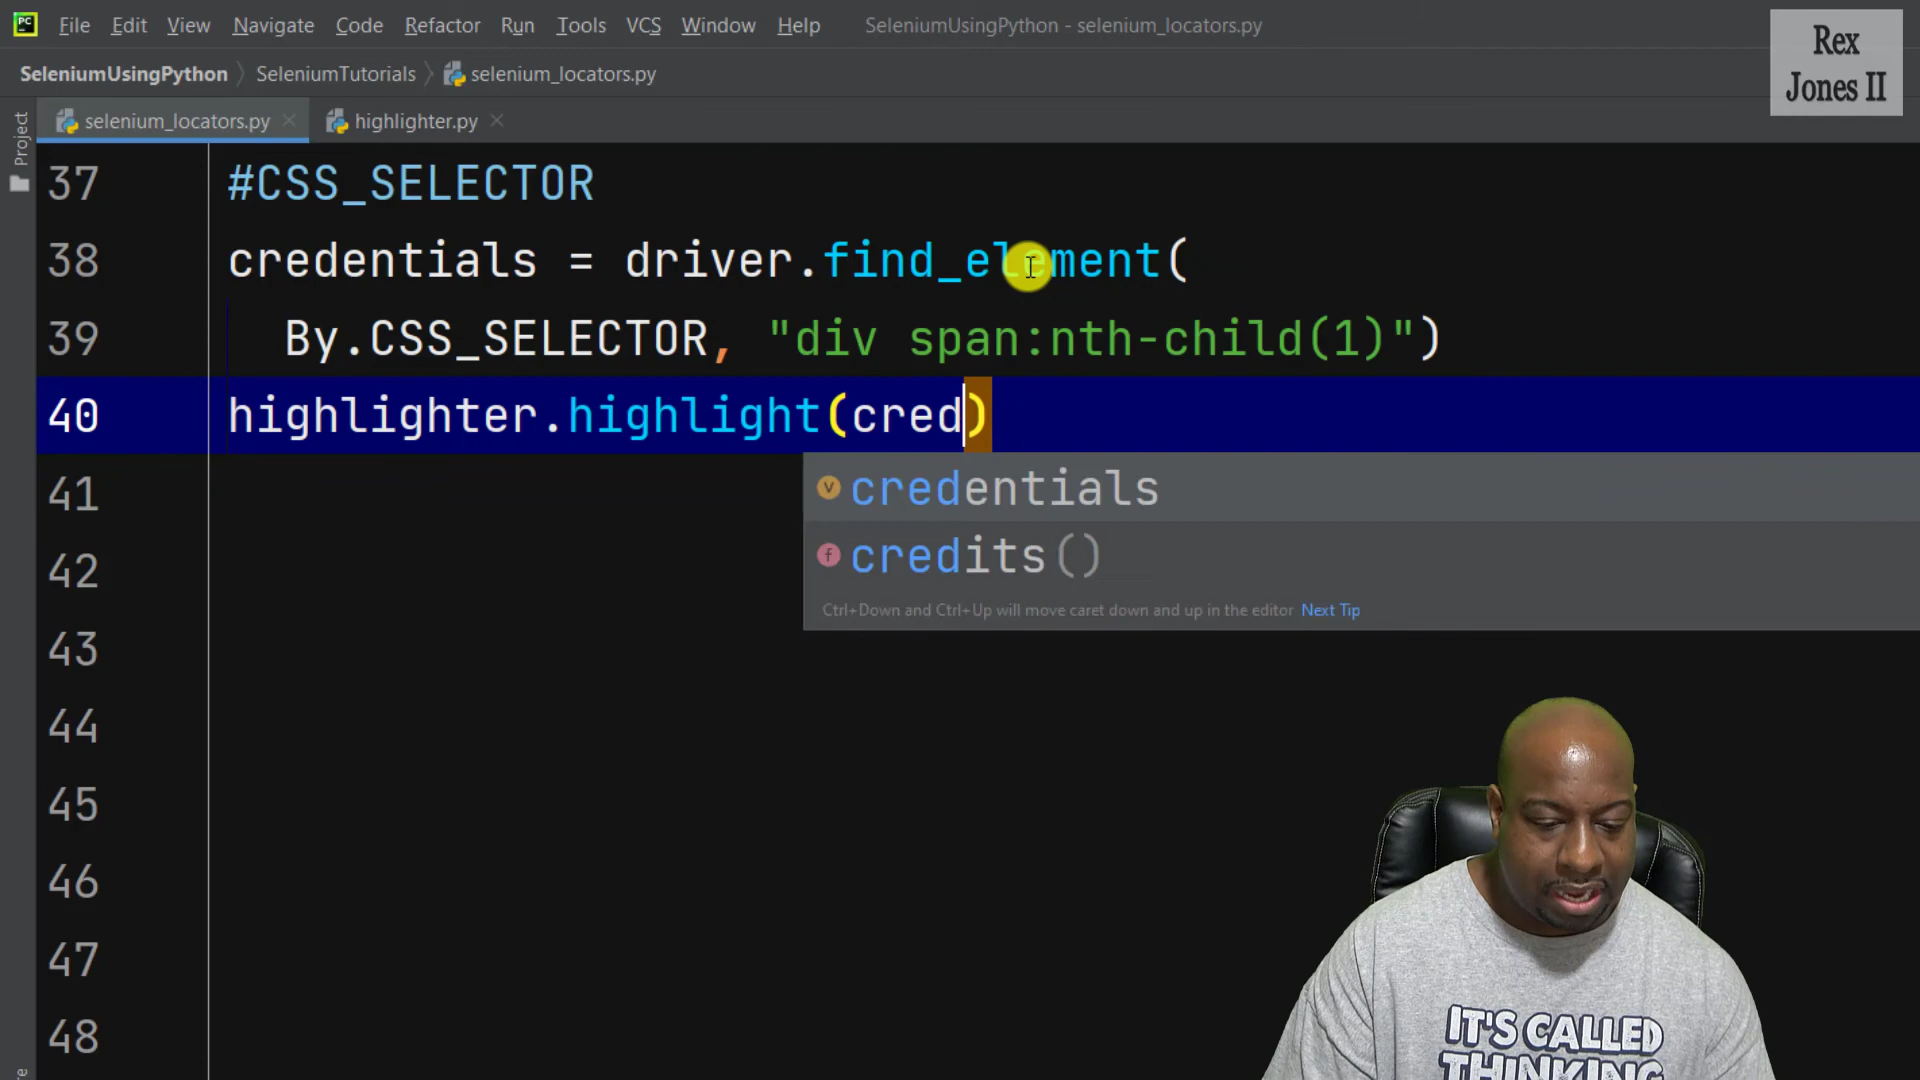 File Edit View Navigate Code Refactor Run Tools VCS Window Help SeleniumUsingPython - selenium_locators.py
Rex
Jones II
SeleniumUsingPython SeleniumTutorials selenium_locators.py
selenium_locators.py highlighter.py
Project
37 #CSS_SELECTOR
38 credentials = driver.find_element(
39 By.CSS_SELECTOR, "div span:nth-child(1)")
40 highlighter.highlight(cred)
41 v credentials
42 f credits()
Ctrl+Down and Ctrl+Up will move caret down and up in the editor Next Tip
43
44
45
46
47
48
IT'S CALLED
THINKING